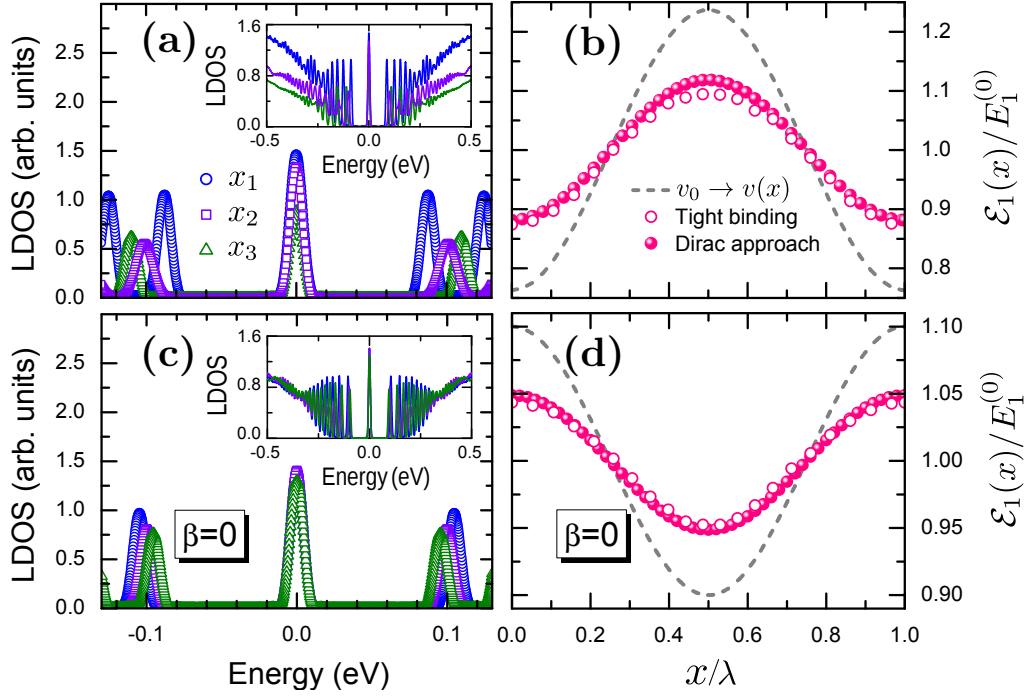 (a)
LDOS (arb. units)
2.5
2.0
1.5
1.0
0.5
0.0
x₁
x₂
x₃
LDOS
1.6
0.8
0.0
-0.5
0.0
0.5
Energy (eV)
(b)
v₀ → v(x)
Tight binding
Dirac approach
1.2
1.1
1.0
0.9
0.8
ℰ₁(x)/E₁⁽⁰⁾
(c)
LDOS (arb. units)
2.5
2.0
1.5
1.0
0.5
0.0
β=0
LDOS
1.6
0.8
0.0
-0.5
0.0
0.5
Energy (eV)
-0.1
0.0
0.1
Energy (eV)
(d)
β=0
1.10
1.05
1.00
0.95
0.90
ℰ₁(x)/E₁⁽⁰⁾
0.0
0.2
0.4
0.6
0.8
1.0
x/λ